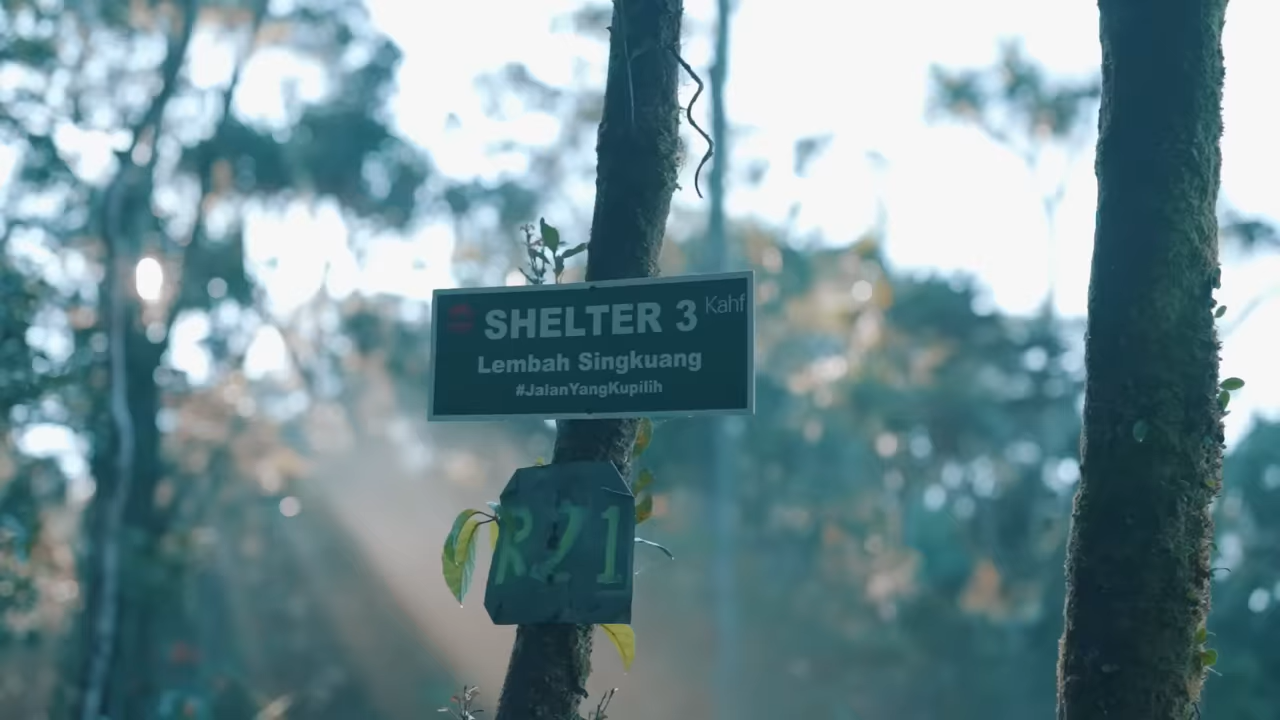 SHELTER 3
Kahf
Lembah Singkuang
#JalanYangKupilih
R21